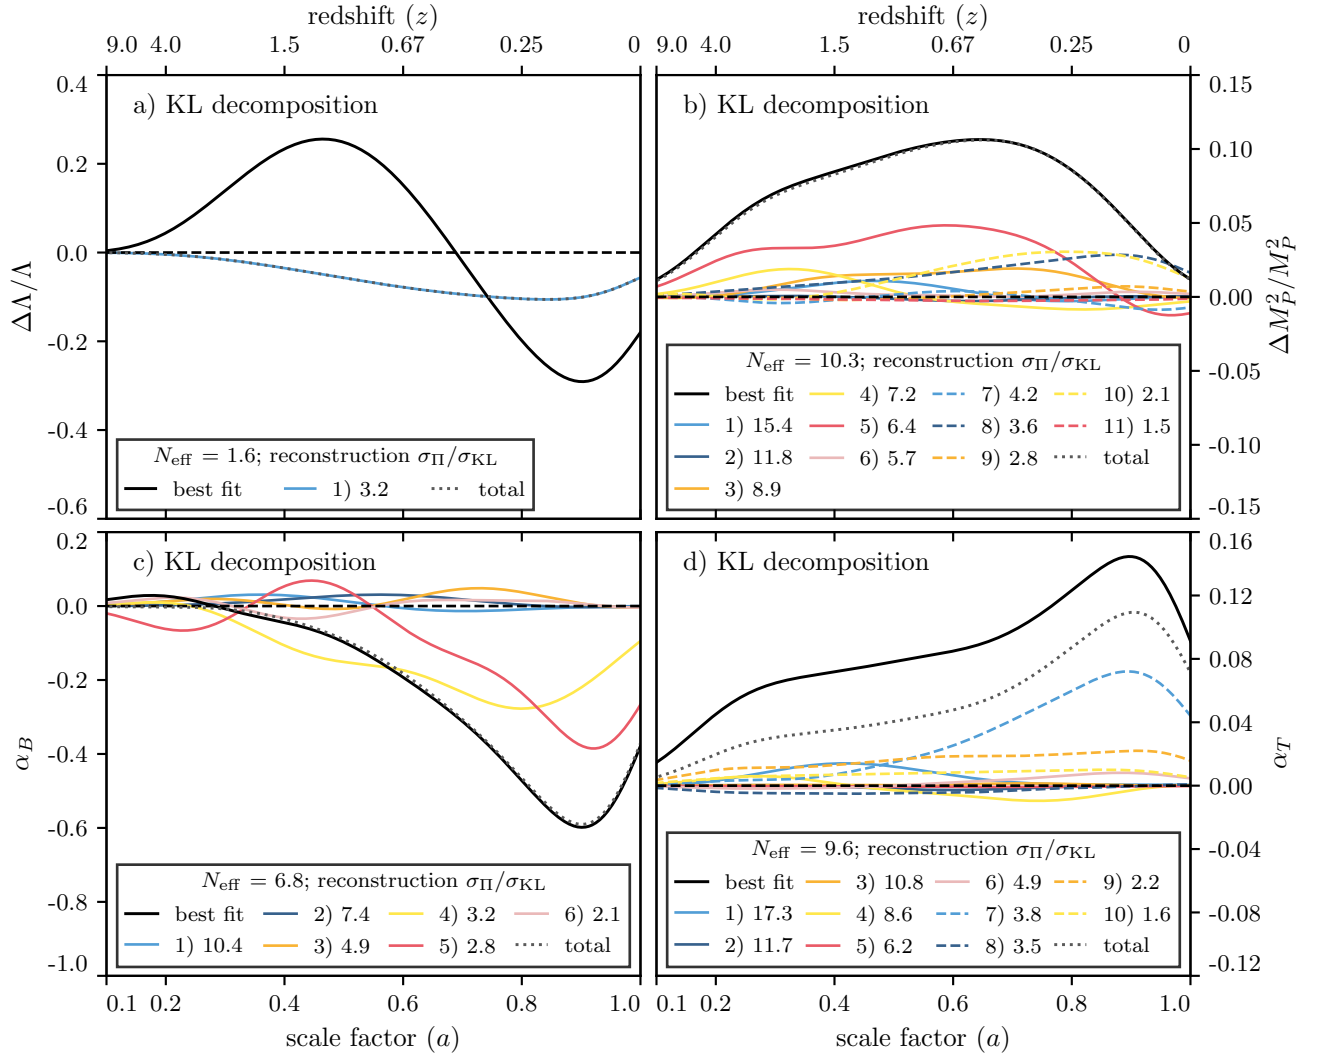 redshift (z) redshift (z)
9.0 4.0 1.5 0.67 0.25 0 9.0 4.0 1.5 0.67 0.25 0
a) KL decomposition
0.4
0.2
0.0
-0.2
-0.4
-0.6
ΔΛ/Λ
N_eff = 1.6; reconstruction σ_Π/σ_KL
best fit 1) 3.2 total
b) KL decomposition
0.15
0.10
0.05
0.00
-0.05
-0.10
-0.15
ΔM_P^2/M_P^2
N_eff = 10.3; reconstruction σ_Π/σ_KL
best fit 4) 7.2 7) 4.2 10) 2.1
1) 15.4 5) 6.4 8) 3.6 11) 1.5
2) 11.8 6) 5.7 9) 2.8 total
3) 8.9
c) KL decomposition
0.2
0.0
-0.2
-0.4
-0.6
-0.8
-1.0
α_B
N_eff = 6.8; reconstruction σ_Π/σ_KL
best fit 2) 7.4 4) 3.2 6) 2.1
1) 10.4 3) 4.9 5) 2.8 total
d) KL decomposition
0.16
0.12
0.08
0.04
0.00
-0.04
-0.08
-0.12
α_T
N_eff = 9.6; reconstruction σ_Π/σ_KL
best fit 3) 10.8 6) 4.9 9) 2.2
1) 17.3 4) 8.6 7) 3.8 10) 1.6
2) 11.7 5) 6.2 8) 3.5 total
0.1 0.2 0.4 0.6 0.8 1.0 0.1 0.2 0.4 0.6 0.8 1.0
scale factor (a) scale factor (a)